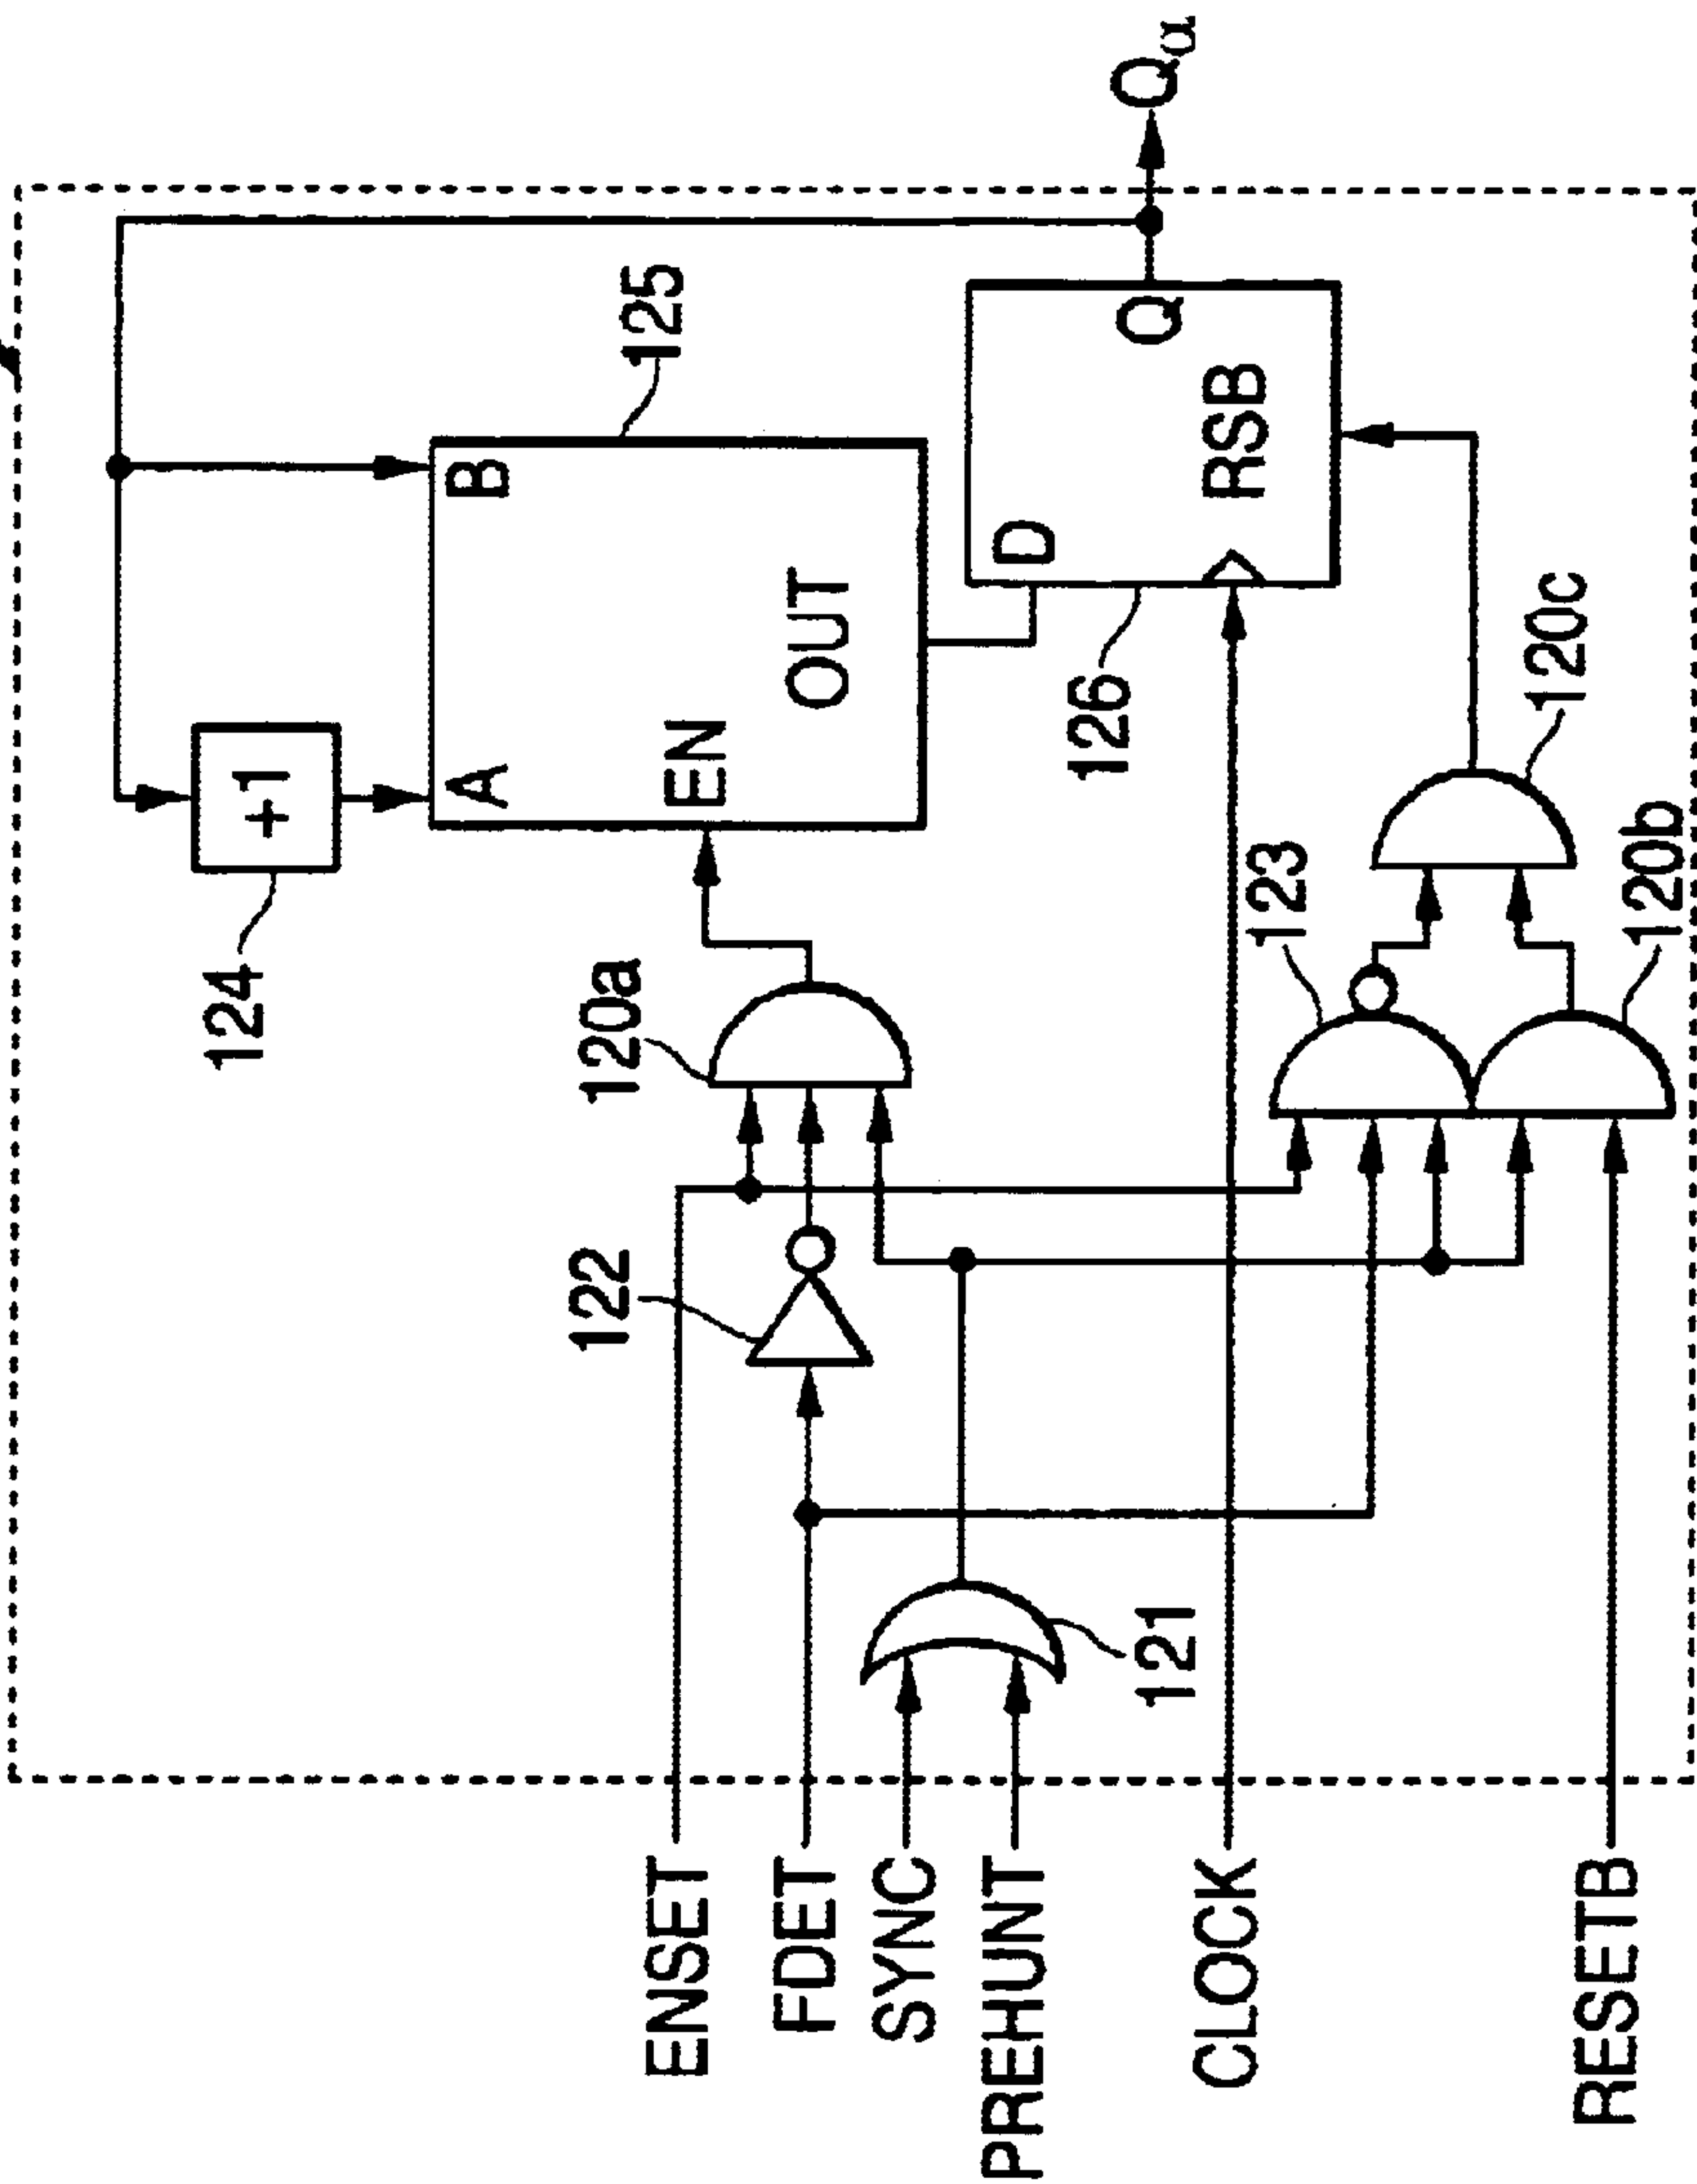 ENSET
FDET
SYNC
PREHUNT
CLOCK
RESETB
121
122
120a
123
120b
120c
124
+1
A
B
EN
OUT
125
126
D
Q
RSB
Qα